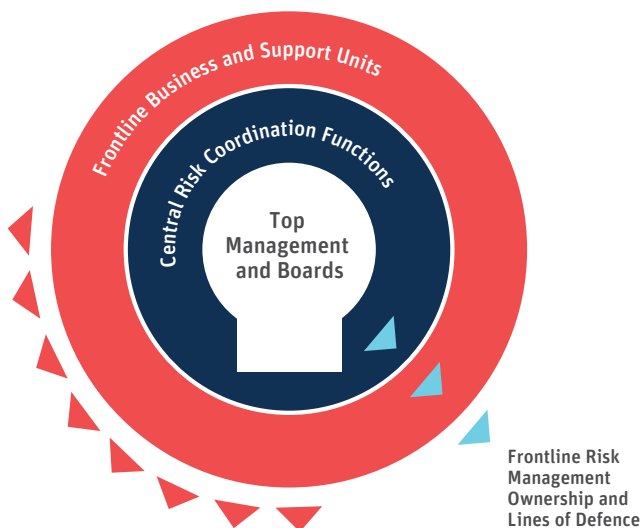 Frontline Business and Support Units
Central Risk Coordination Functions
Top
Management
and Boards
Frontline Risk
Management
Ownership and
Lines of Defence